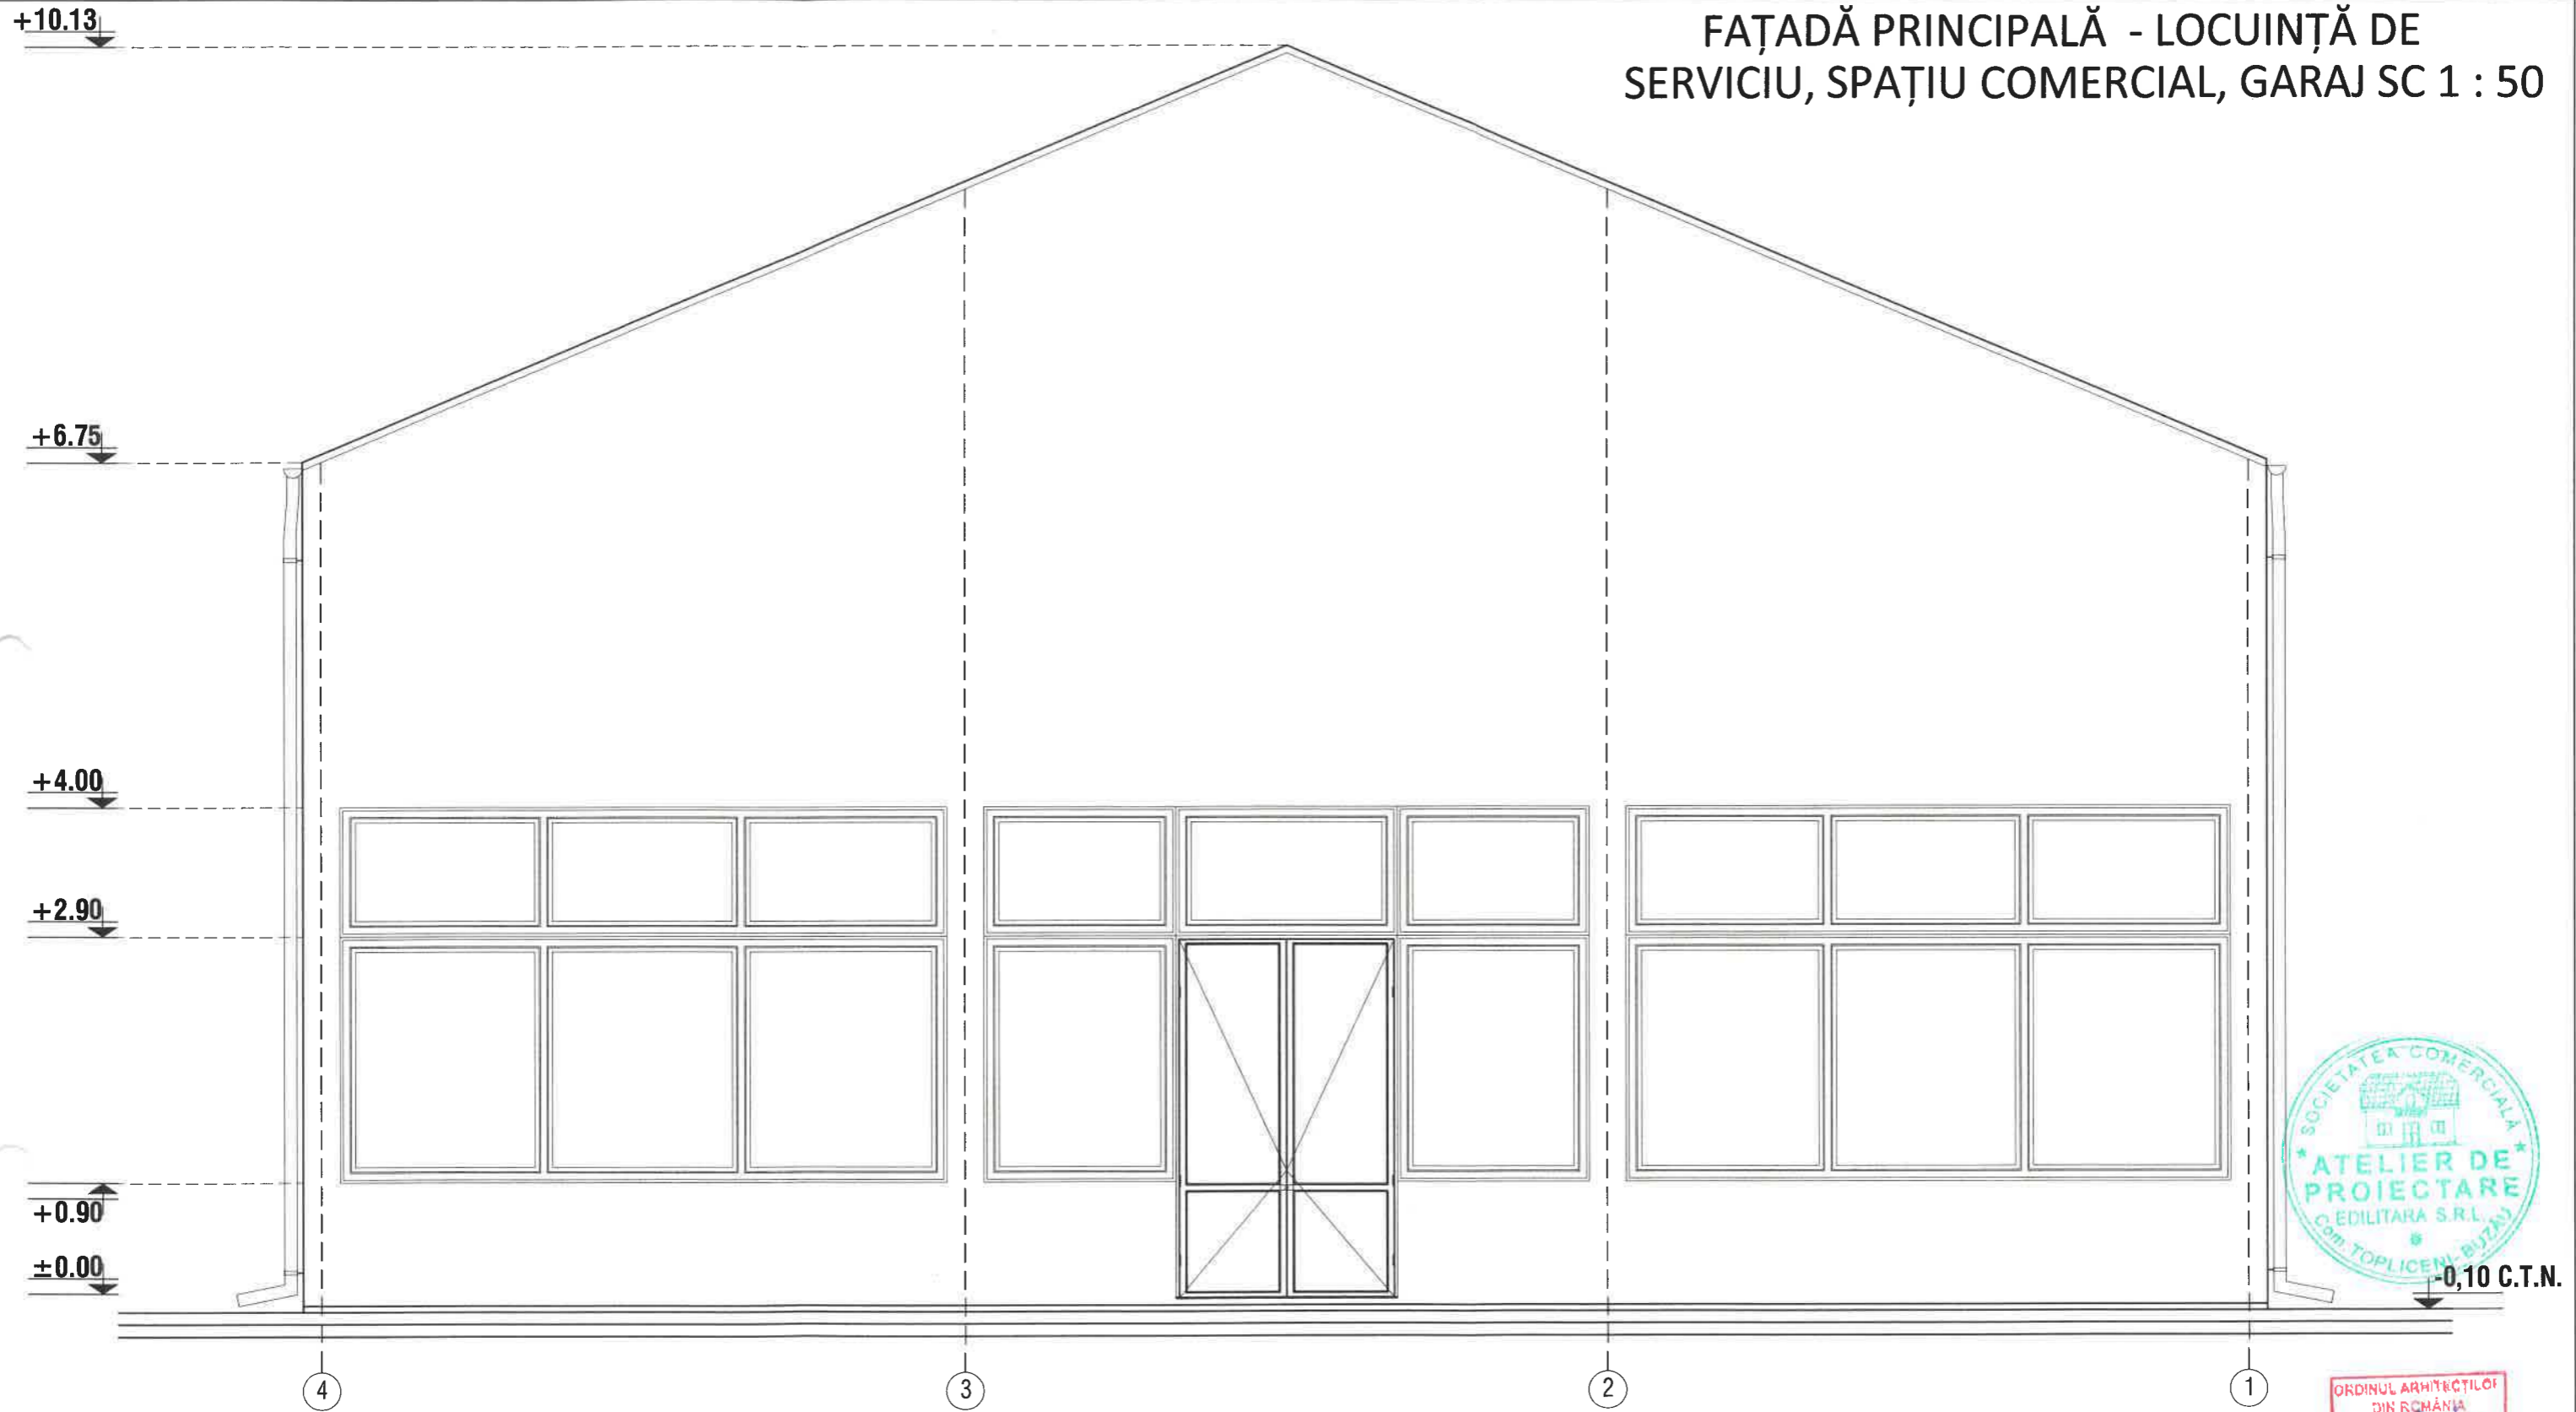 +10.13
FAȚADĂ PRINCIPALĂ - LOCUINȚĂ DE
SERVICIU, SPAȚIU COMERCIAL, GARAJ SC 1 : 50
+6.75
+4.00
+2.90
+0.90
±0.00
* SOCIETATEA COMERCIALĂ *
ATELIER DE
PROIECTARE
EDILITARA S.R.L.
Com. TOPLICENI-BUZĂU
-0,10 C.T.N.
4
3
2
1
ORDINUL ARHITECȚILOR
DIN ROMÂNIA